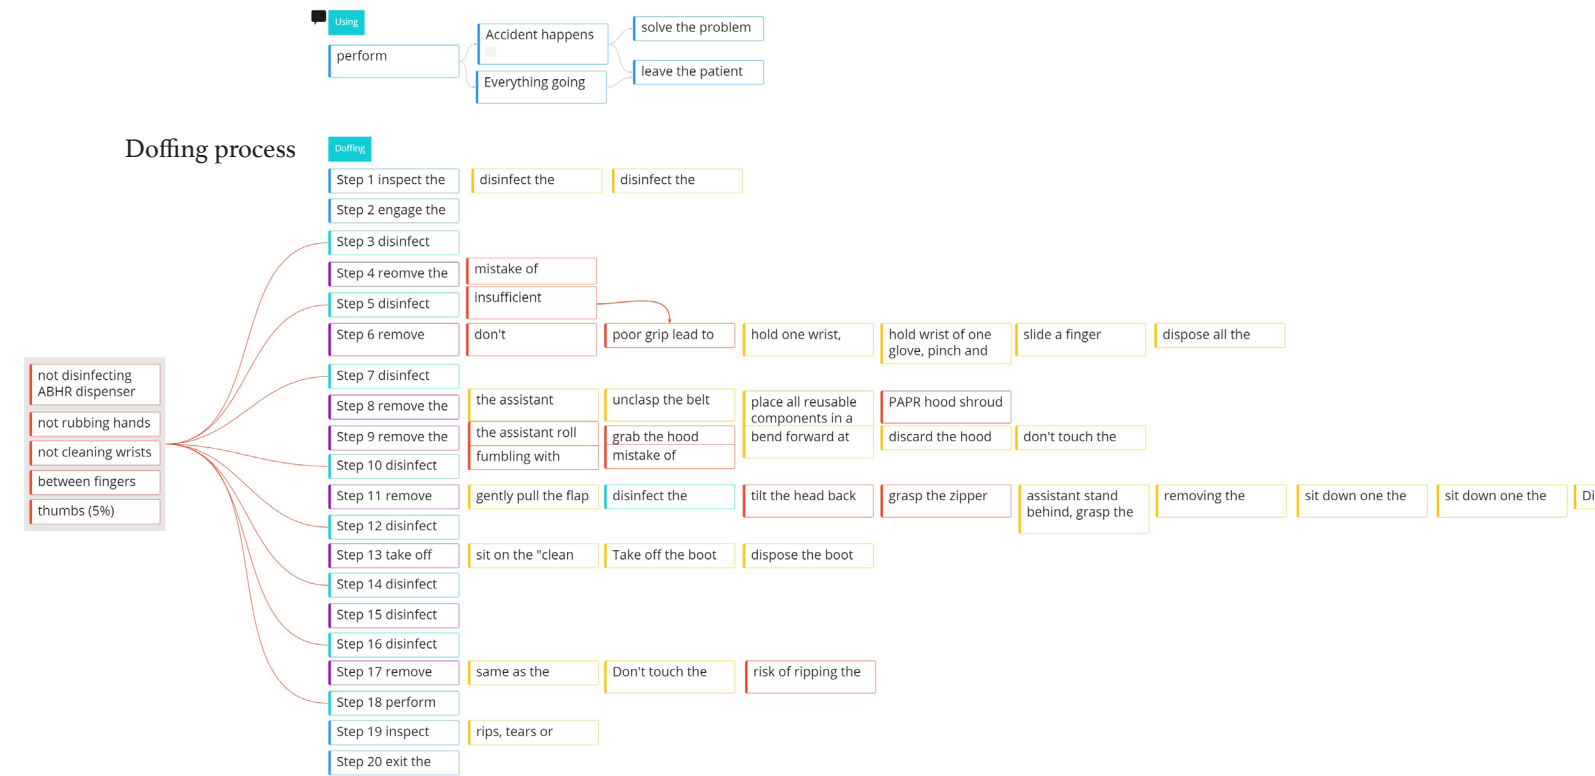 Using
perform
Accident happens
Everything going
solve the problem
leave the patient
Doffing process
Doffing
Step 1 inspect the
disinfect the
disinfect the
Step 2 engage the
Step 3 disinfect
Step 4 reomve the
mistake of
Step 5 disinfect
insufficient
Step 6 remove
don't
poor grip lead to
hold one wrist,
hold wrist of one
glove, pinch and
slide a finger
dispose all the
Step 7 disinfect
Step 8 remove the
the assistant
unclasp the belt
place all reusable
components in a
PAPR hood shroud
Step 9 remove the
the assistant roll
grab the hood
bend forward at
discard the hood
don't touch the
fumbling with
mistake of
Step 10 disinfect
Step 11 remove
gently pull the flap
disinfect the
tilt the head back
grasp the zipper
assistant stand
behind, grasp the
removing the
sit down one the
sit down one the
Di
Step 12 disinfect
Step 13 take off
sit on the "clean
Take off the boot
dispose the boot
Step 14 disinfect
Step 15 disinfect
Step 16 disinfect
Step 17 remove
same as the
Don't touch the
risk of ripping the
Step 18 perform
Step 19 inspect
rips, tears or
Step 20 exit the
not disinfecting
ABHR dispenser
not rubbing hands
not cleaning wrists
between fingers
thumbs (5%)